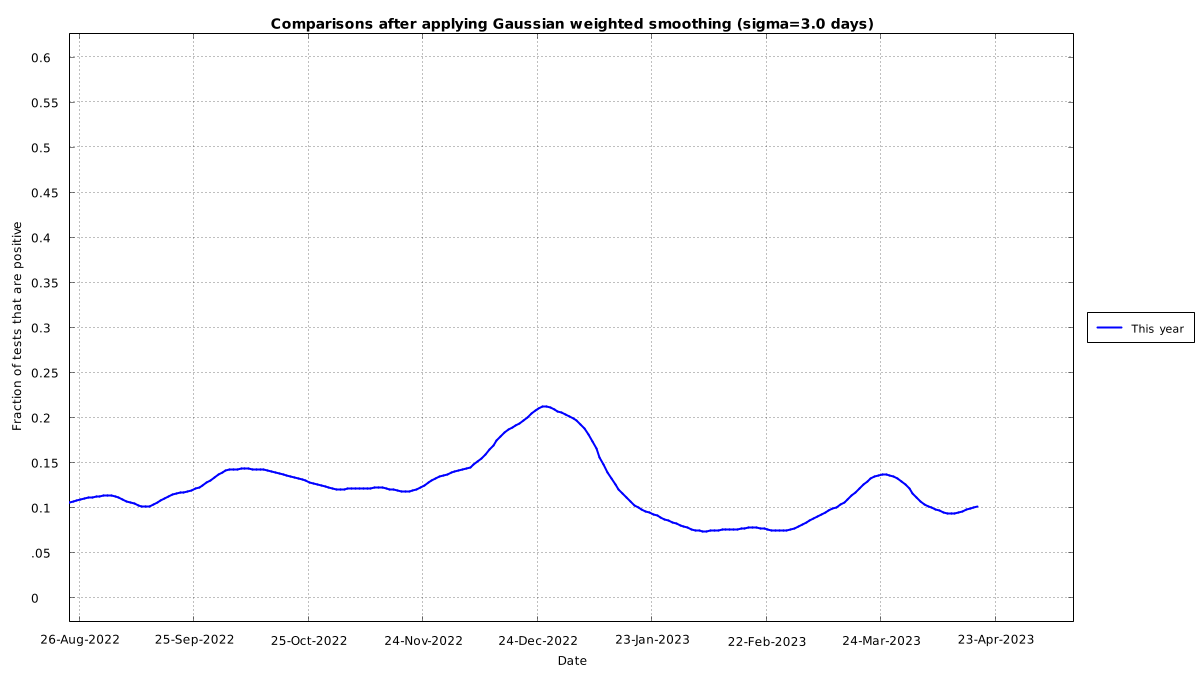 Comparisons after applying Gaussian weighted smoothing (sigma=3.0 days)
0.6
0.55
0.5
0.45
0.4
0.35
0.3
0.25
0.2
0.15
0.1
.05
0
Fraction of tests that are positive
This year
26-Aug-2022 25-Sep-2022 25-Oct-2022 24-Nov-2022 24-Dec-2022 23-Jan-2023 22-Feb-2023 24-Mar-2023 23-Apr-2023
Date